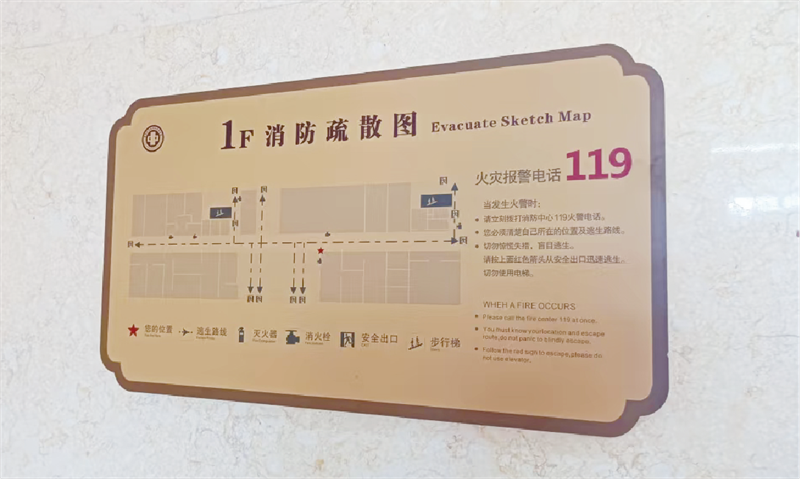 1F 消防疏散图 Evacuate Sketch Map
火灾报警电话 119
当发生火警时:
请立刻拨打消防中心119火警电话。
您必须清楚自己所在的位置及逃生路线。
切勿惊慌失措,盲目逃生。
请按上面红色箭头从安全出口迅速逃生。
切勿使用电梯。
WHEH A FIRE OCCURS
Please call the fire center 119 at once.
You must know your location and escape
route, do not panic to blindly escape.
Follow the red sign to escape, please do
not use elevator.
您的位置 逃生路线 灭火器 消火栓 安全出口 步行梯